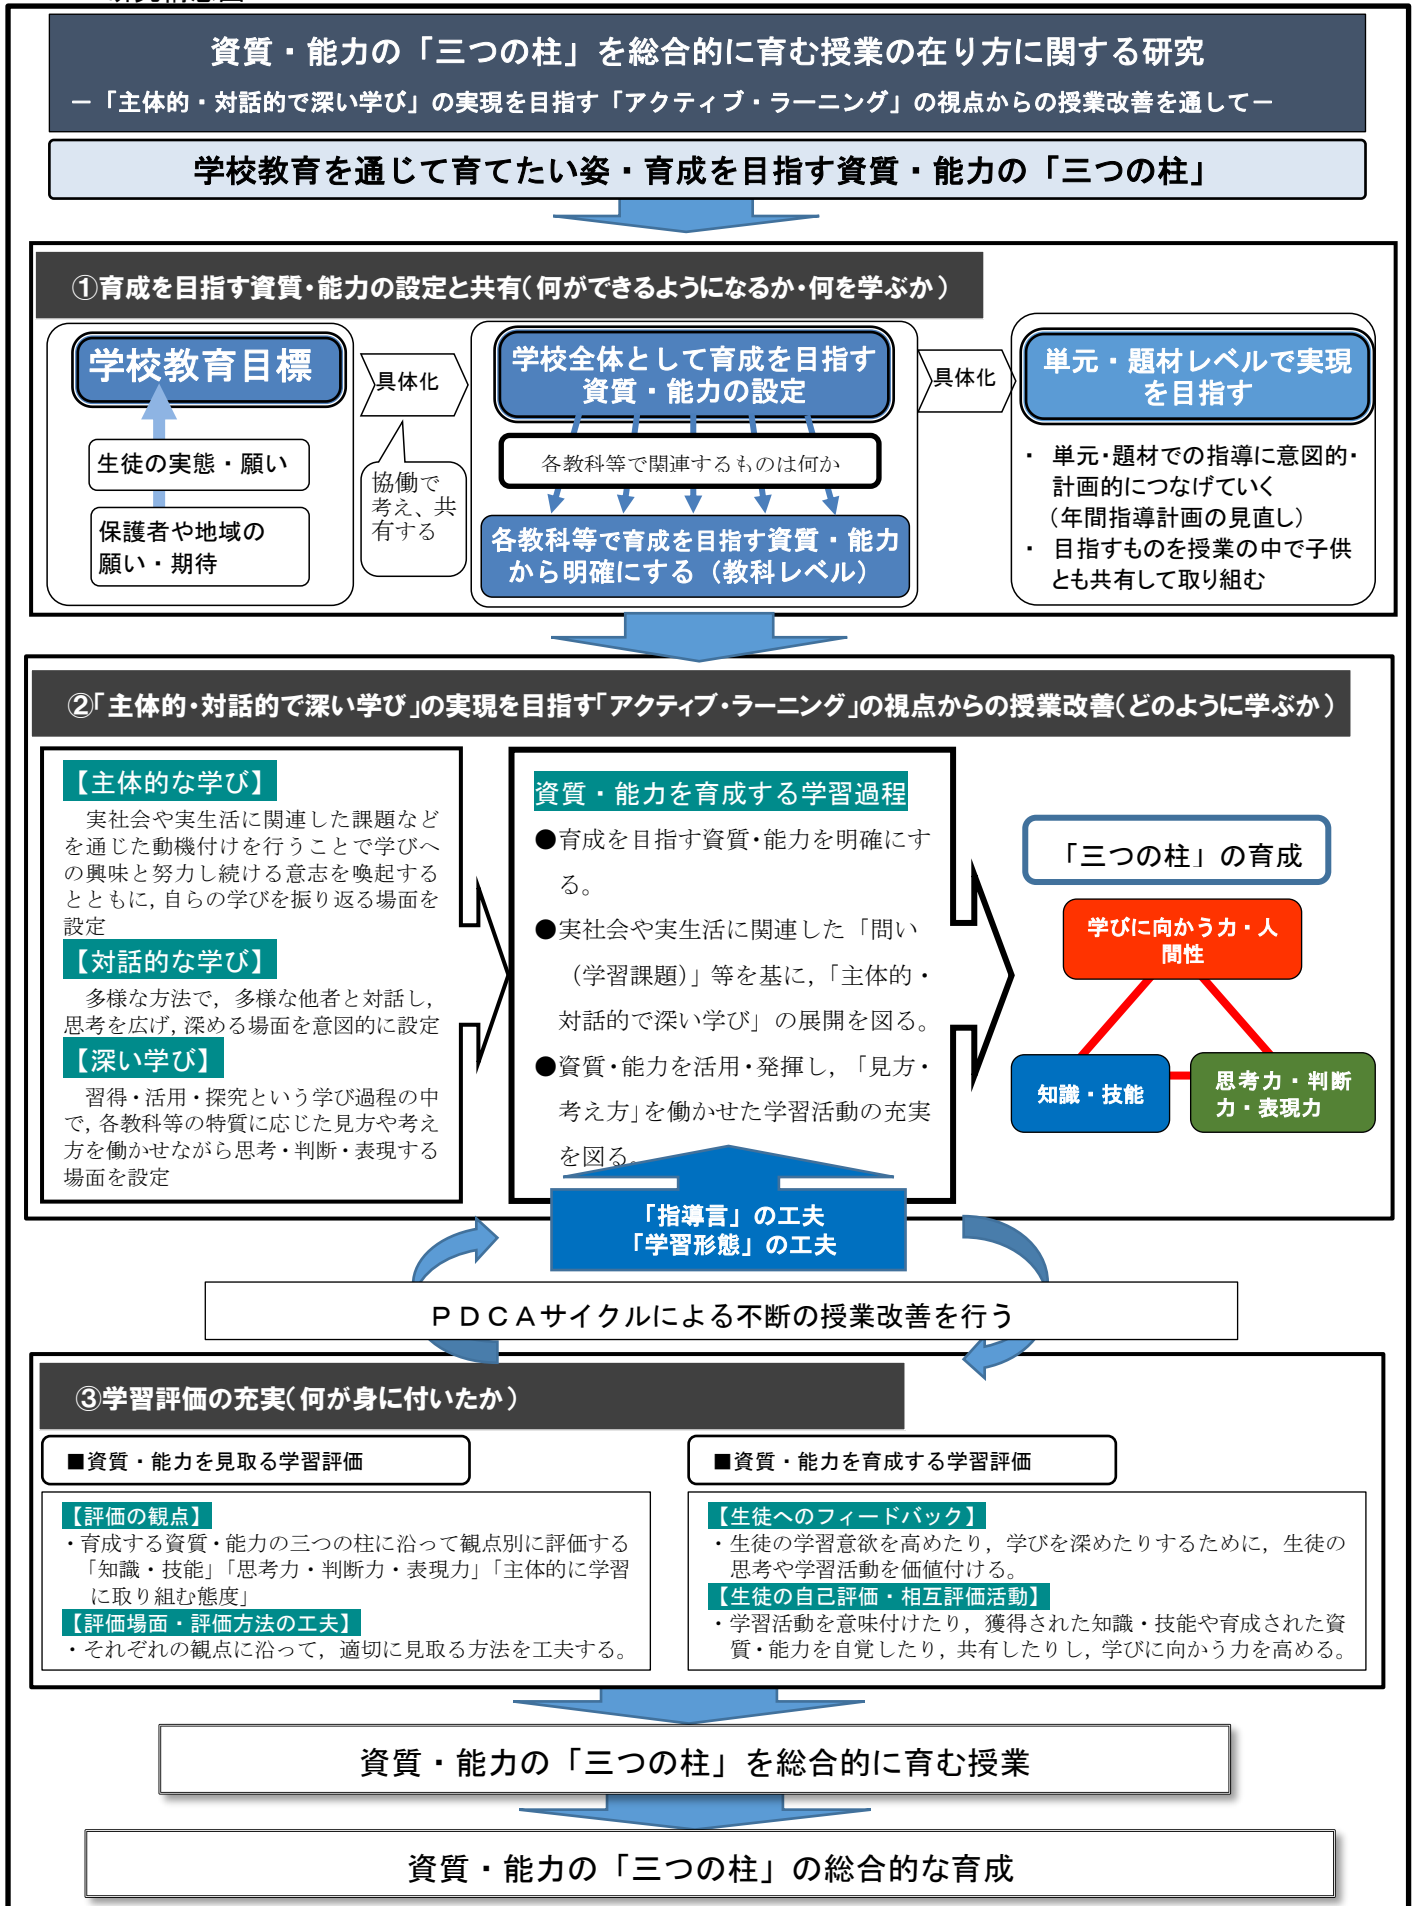 資質・能力の「三つの柱」を総合的に育む授業の在り方に関する研究
－「主体的・対話的で深い学び」の実現を目指す「アクティブ・ラーニング」の視点からの授業改善を通して－
学校教育を通じて育てたい姿・育成を目指す資質・能力の「三つの柱」
①育成を目指す資質・能力の設定と共有（何ができるようになるか・何を学ぶか）
学校教育目標
生徒の実態・願い
保護者や地域の
願い・期待
具体化
協働で
考え、共
有する
学校全体として育成を目指す
資質・能力の設定
各教科等で関連するものは何か
各教科等で育成を目指す資質・能力
から明確にする（教科レベル）
具体化
単元・題材レベルで実現
を目指す
・ 単元・題材での指導に意図的・
計画的につなげていく
（年間指導計画の見直し）
・ 目指すものを授業の中で子供
とも共有して取り組む
②「主体的・対話的で深い学び」の実現を目指す「アクティブ・ラーニング」の視点からの授業改善（どのように学ぶか）
【主体的な学び】
実社会や実生活に関連した課題など
を通じた動機付けを行うことで学びへ
の興味と努力し続ける意志を喚起する
とともに，自らの学びを振り返る場面を
設定
【対話的な学び】
多様な方法で，多様な他者と対話し，
思考を広げ，深める場面を意図的に設定
【深い学び】
習得・活用・探究という学び過程の中
で，各教科等の特質に応じた見方や考え
方を働かせながら思考・判断・表現する
場面を設定
資質・能力を育成する学習過程
●育成を目指す資質・能力を明確にす
る。
●実社会や実生活に関連した「問い
（学習課題）」等を基に，「主体的・
対話的で深い学び」の展開を図る。
●資質・能力を活用・発揮し，「見方・
考え方」を働かせた学習活動の充実
を図る。
「指導言」の工夫
「学習形態」の工夫
「三つの柱」の育成
学びに向かう力・人
間性
知識・技能
思考力・判断
力・表現力
ＰＤＣＡサイクルによる不断の授業改善を行う
③学習評価の充実（何が身に付いたか）
■資質・能力を見取る学習評価
【評価の観点】
・育成する資質・能力の三つの柱に沿って観点別に評価する
「知識・技能」「思考力・判断力・表現力」「主体的に学習
に取り組む態度」
【評価場面・評価方法の工夫】
・それぞれの観点に沿って，適切に見取る方法を工夫する。
■資質・能力を育成する学習評価
【生徒へのフィードバック】
・生徒の学習意欲を高めたり，学びを深めたりするために，生徒の
思考や学習活動を価値付ける。
【生徒の自己評価・相互評価活動】
・学習活動を意味付けたり，獲得された知識・技能や育成された資
質・能力を自覚したり，共有したりし，学びに向かう力を高める。
資質・能力の「三つの柱」を総合的に育む授業
資質・能力の「三つの柱」の総合的な育成